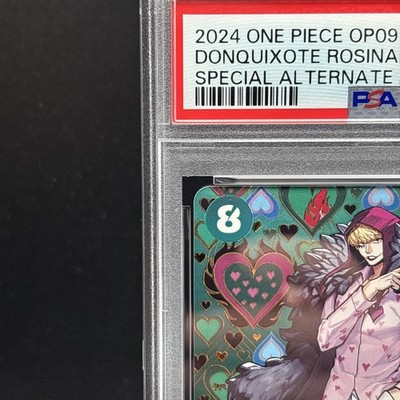 2024 ONE PIECE OP09
DONQUIXOTE ROSINA
SPECIAL ALTERNATE
PSA
8